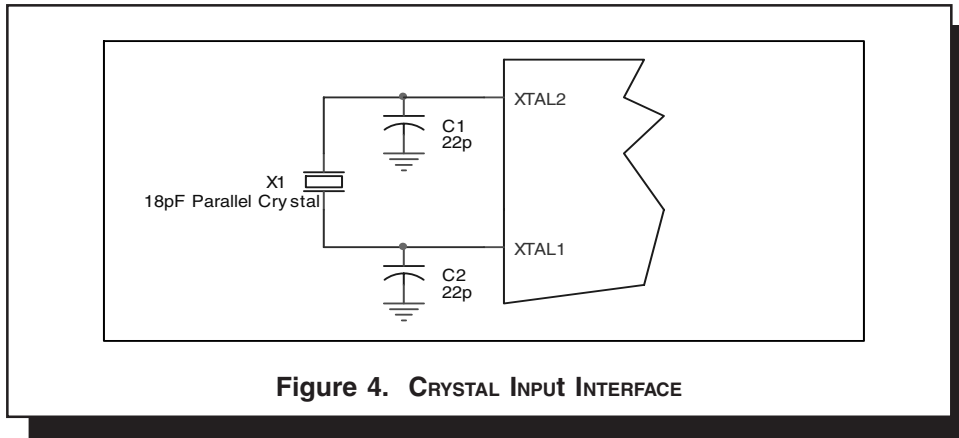 XTAL2
C1
22p
X1
18pF Parallel Crystal
XTAL1
C2
22p
Figure 4. CRYSTAL INPUt INTERFACE